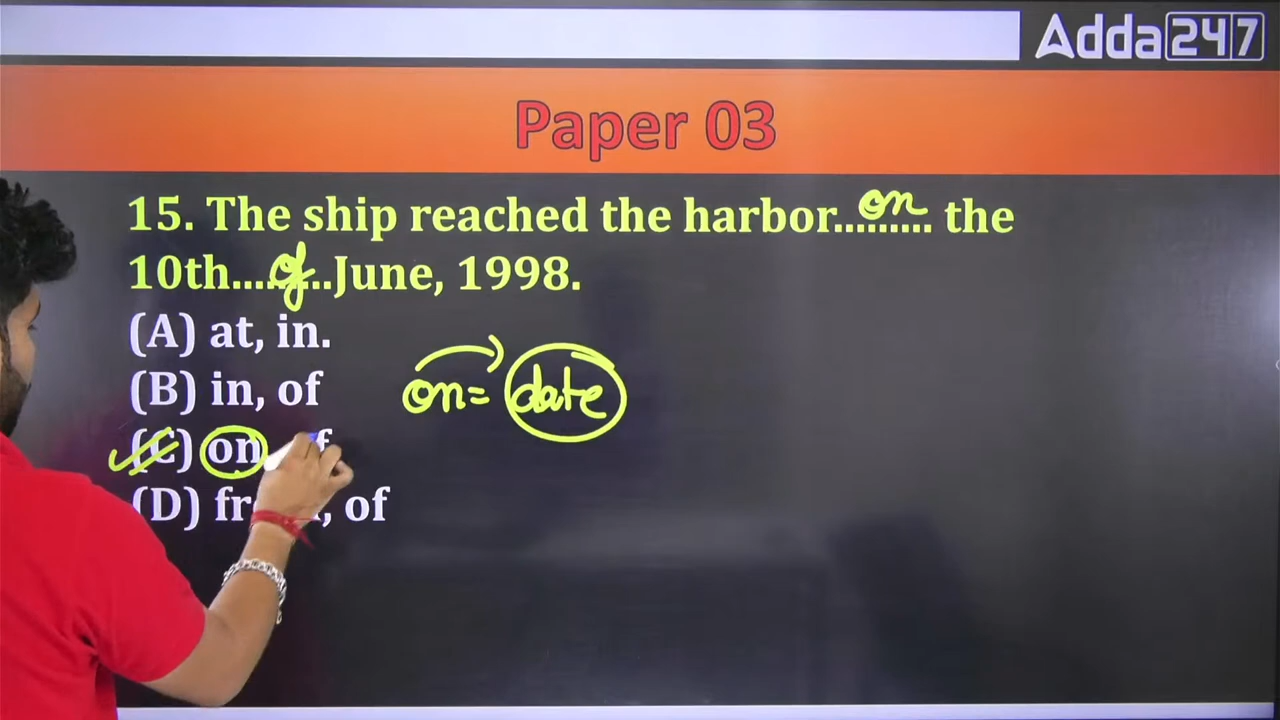 Adda247
Paper 03
15. The ship reached the harbor..on.. the
10th....of..June, 1998.
(A) at, in.
(B) in, of
on= date
(C) on
(D) of